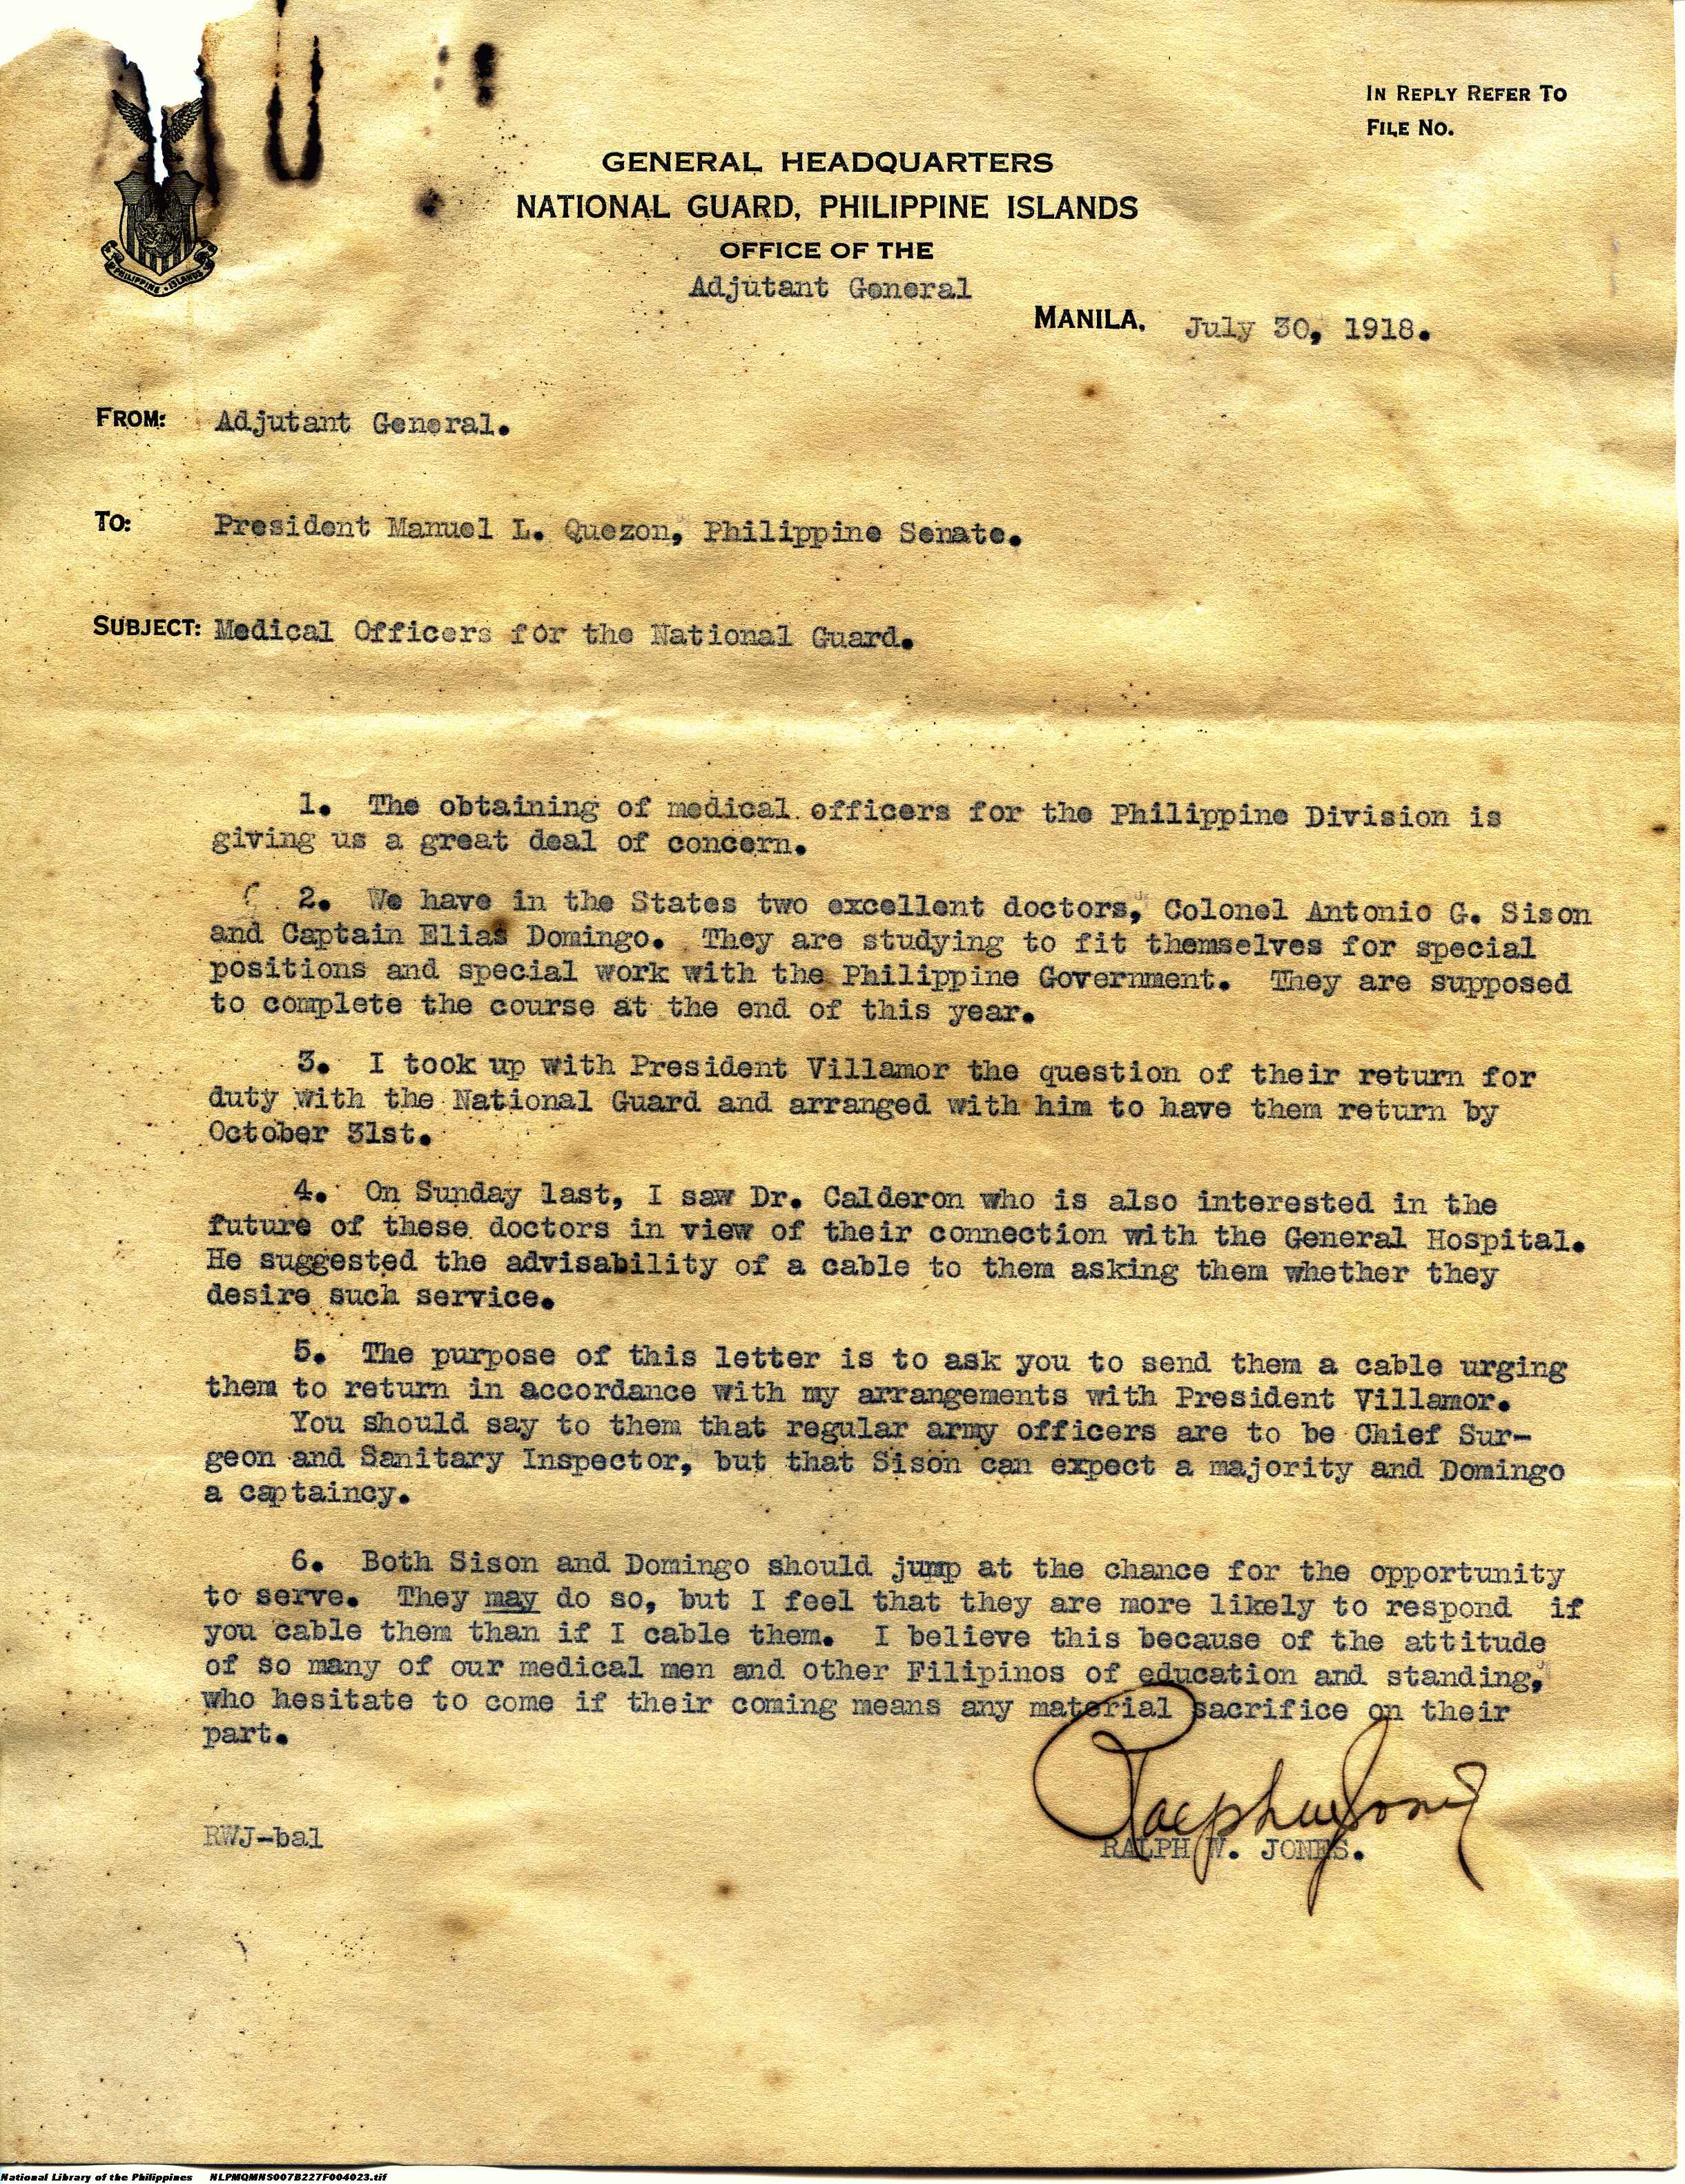 IN REPLY REFER TO
FILE NO.
GENERAL HEADQUARTERS
NATIONAL GUARD, PHILIPPINE ISLANDS
OFFICE OF THE
Adjutant General
MANILA, July 30, 1918.
PHILIPPINE ISLANDS
FROM: Adjutant General.
TO: President Manuel L. Quezon, Philippine Senate.
SUBJECT: Medical Officers for the National Guard.
1. The obtaining of medical officers for the Philippine Division is
giving us a great deal of concern.
2. We have in the States two excellent doctors, Colonel Antonio G. Sison
and Captain Elias Domingo. They are studying to fit themselves for special
positions and special work with the Philippine Government. They are supposed
to complete the course at the end of this year.
3. I took up with President Villamor the question of their return for
duty with the National Guard and arranged with him to have them return by
October 31st.
4. On Sunday last, I saw Dr. Calderon who is also interested in the
future of these doctors in view of their connection with the General Hospital.
He suggested the advisability of a cable to them asking them whether they
desire such service.
5. The purpose of this letter is to ask you to send them a cable urging
them to return in accordance with my arrangements with President Villamor.
You should say to them that regular army officers are to be Chief Sur-
geon and Sanitary Inspector, but that Sison can expect a majority and Domingo
a captaincy.
6. Both Sison and Domingo should jump at the chance for the opportunity
to serve. They may do so, but I feel that they are more likely to respond if
you cable them than if I cable them. I believe this because of the attitude
of so many of our medical men and other Filipinos of education and standing,
who hesitate to come if their coming means any material sacrifice on their
part.
Ralph W Jones
RWJ-bal
RALPH W. JONES.
National Library of the Philippines NLPMQMNS007B227F004023.tif